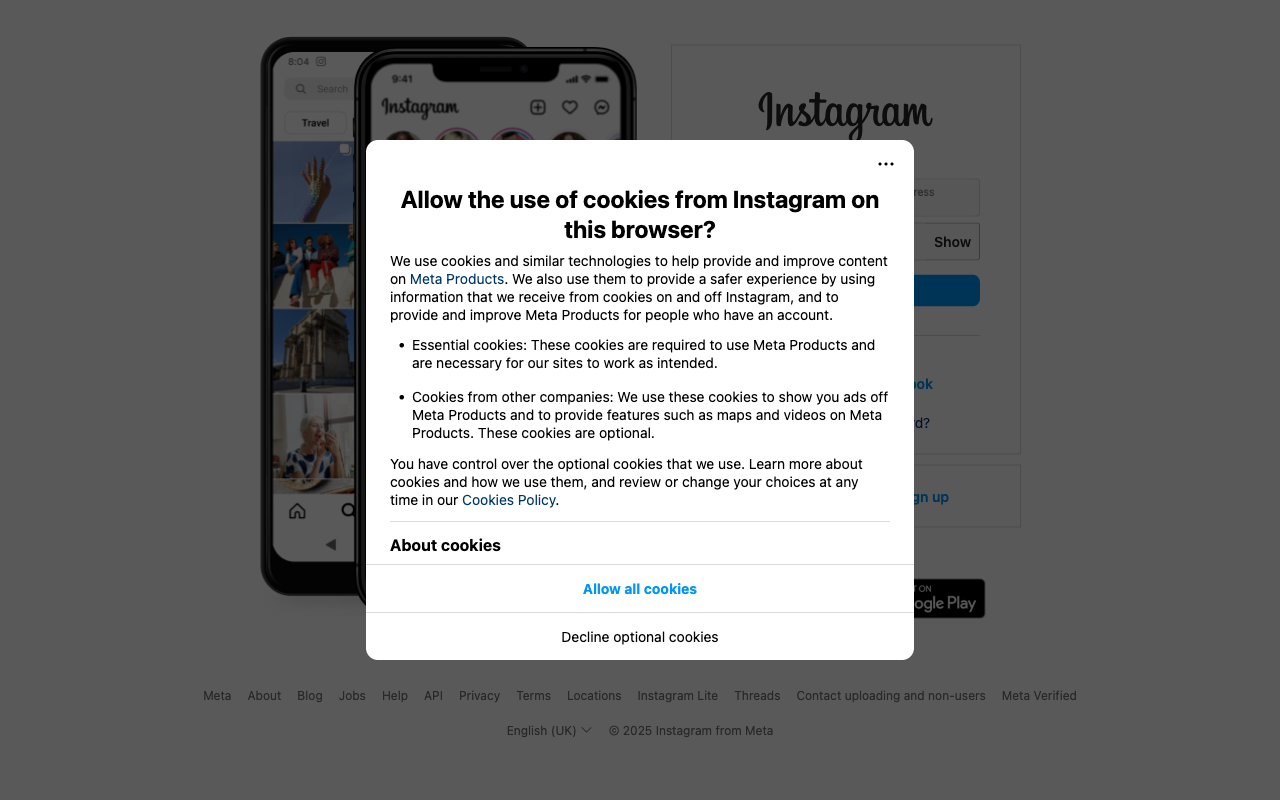 8:04
Search
Travel
9:41
Instagram
Instagram
ress
Show
ook
rd?
gn up
T ON
ogle Play
Allow the use of cookies from Instagram on
this browser?
We use cookies and similar technologies to help provide and improve content
on Meta Products. We also use them to provide a safer experience by using
information that we receive from cookies on and off Instagram, and to
provide and improve Meta Products for people who have an account.
• Essential cookies: These cookies are required to use Meta Products and
are necessary for our sites to work as intended.
• Cookies from other companies: We use these cookies to show you ads off
Meta Products and to provide features such as maps and videos on Meta
Products. These cookies are optional.
You have control over the optional cookies that we use. Learn more about
cookies and how we use them, and review or change your choices at any
time in our Cookies Policy.
About cookies
Allow all cookies
Decline optional cookies
Meta About Blog Jobs Help API Privacy Terms Locations Instagram Lite Threads Contact uploading and non-users Meta Verified
English (UK) © 2025 Instagram from Meta